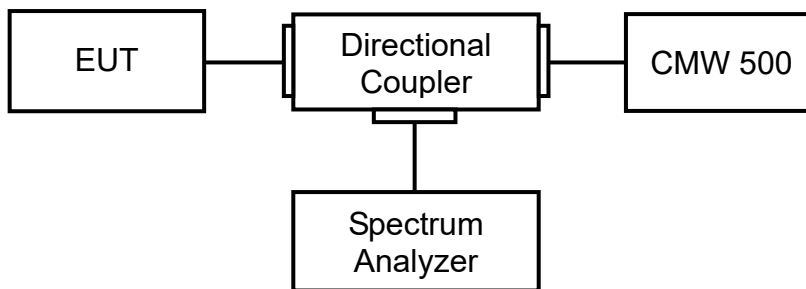 EUT
Directional
Coupler
CMW 500
Spectrum
Analyzer